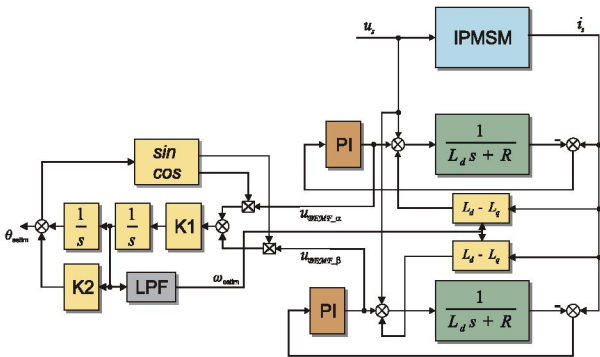 u_s
IPMSM
i_s
PI
1
L_d s + R
-
sin
cos
L_d - L_q
u_BEMF_α
1
s
1
s
K1
θ_estim
L_d - L_q
u_BEMF_β
K2
LPF
ω_estim
PI
1
L_d s + R
-